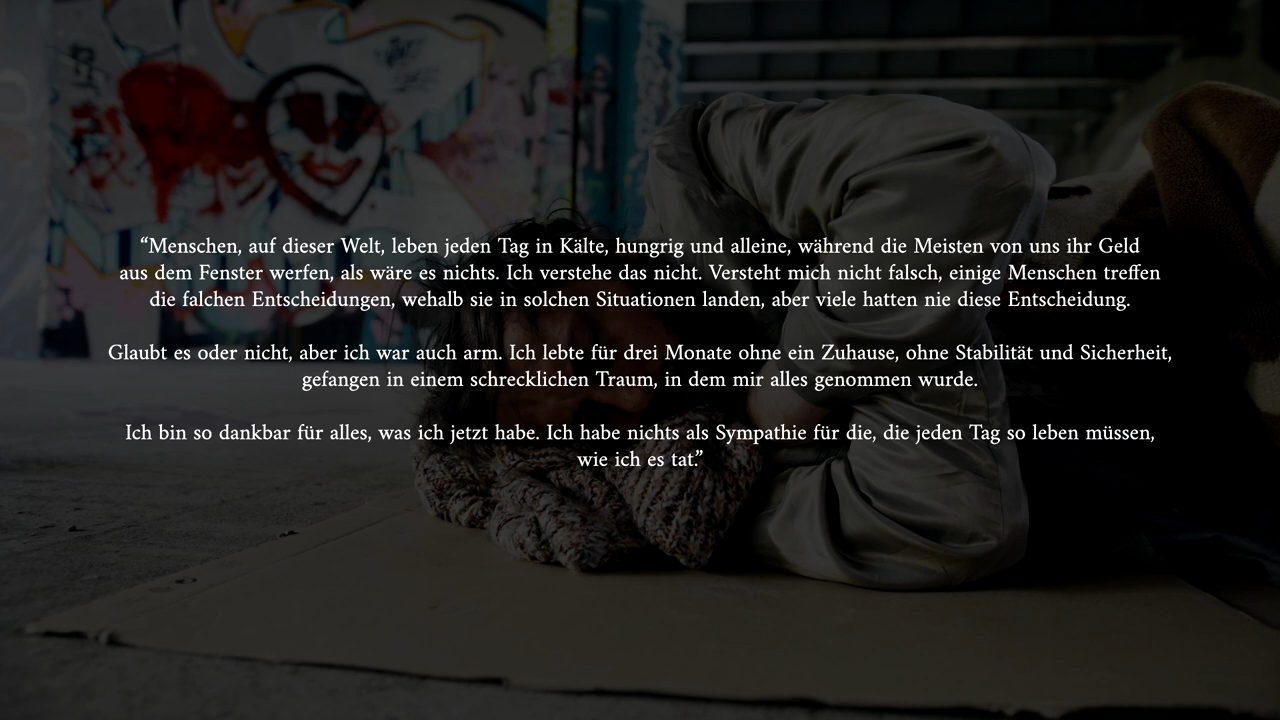 “Menschen, auf dieser Welt, leben jeden Tag in Kälte, hungrig und alleine, während die Meisten von uns ihr Geld
aus dem Fenster werfen, als wäre es nichts. Ich verstehe das nicht. Versteht mich nicht falsch, einige Menschen treffen
die falchen Entscheidungen, wehalb sie in solchen Situationen landen, aber viele hatten nie diese Entscheidung.
Glaubt es oder nicht, aber ich war auch arm. Ich lebte für drei Monate ohne ein Zuhause, ohne Stabilität und Sicherheit,
gefangen in einem schrecklichen Traum, in dem mir alles genommen wurde.
Ich bin so dankbar für alles, was ich jetzt habe. Ich habe nichts als Sympathie für die, die jeden Tag so leben müssen,
wie ich es tat.”